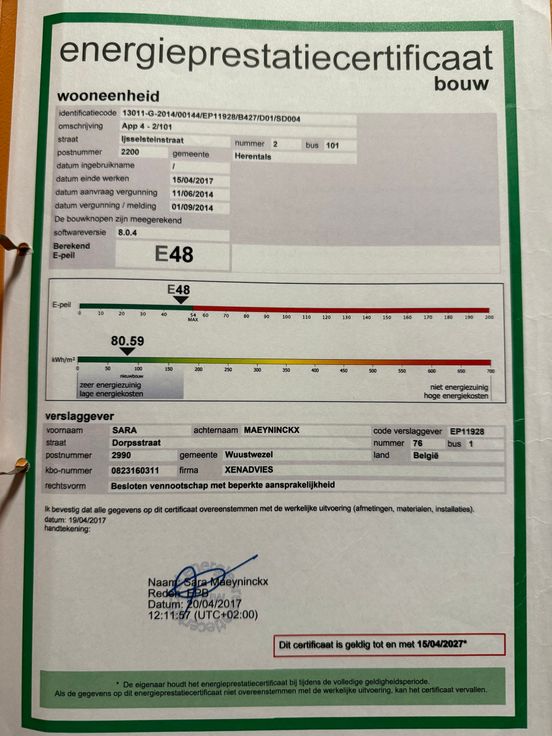 energieprestatiecertificaat
bouw
wooneenheid
identificatiecode 13011-G-2014/00144/EP11928/B427/D01/SD004
omschrijving App 4 - 2/101
straat Ijsselsteinstraat nummer 2 bus 101
postnummer 2200 gemeente Herentals
datum ingebruikname /
datum einde werken 15/04/2017
datum aanvraag vergunning 11/06/2014
datum vergunning / melding 01/09/2014
De bouwknopen zijn meegerekend
softwareversie 8.0.4
Berekend
E-peil E48
E48
E-peil
0 10 20 30 40 54 60 70 80 90 100 110 120 130 140 150 160 170 180 190 200
MAX
80.59
kWh/m²
0 50 100 150 200 250 300 350 400 450 500 550 600 650 700
nieuwbouw
zeer energiezuinig niet energiezuinig
lage energiekosten hoge energiekosten
verslaggever
voornaam SARA achternaam MAEYNINCKX code verslaggever EP11928
straat Dorpsstraat nummer 76 bus 1
postnummer 2990 gemeente Wuustwezel land België
kbo-nummer 0823160311 firma XENADVIES
rechtsvorm Besloten vennootschap met beperkte aansprakelijkheid
Ik bevestig dat alle gegevens op dit certificaat overeenstemmen met de werkelijke uitvoering (afmetingen, materialen, installaties).
datum: 19/04/2017
handtekening:
Naam: Sara Maeyninckx
Reden: EPB
Datum: 20/04/2017
12:11:57 (UTC+02:00)
Dit certificaat is geldig tot en met 15/04/2027*
* De eigenaar houdt het energieprestatiecertificaat bij tijdens de volledige geldigheidsperiode.
Als de gegevens op dit energieprestatiecertificaat niet overeenstemmen met de werkelijke uitvoering, kan het certificaat vervallen.